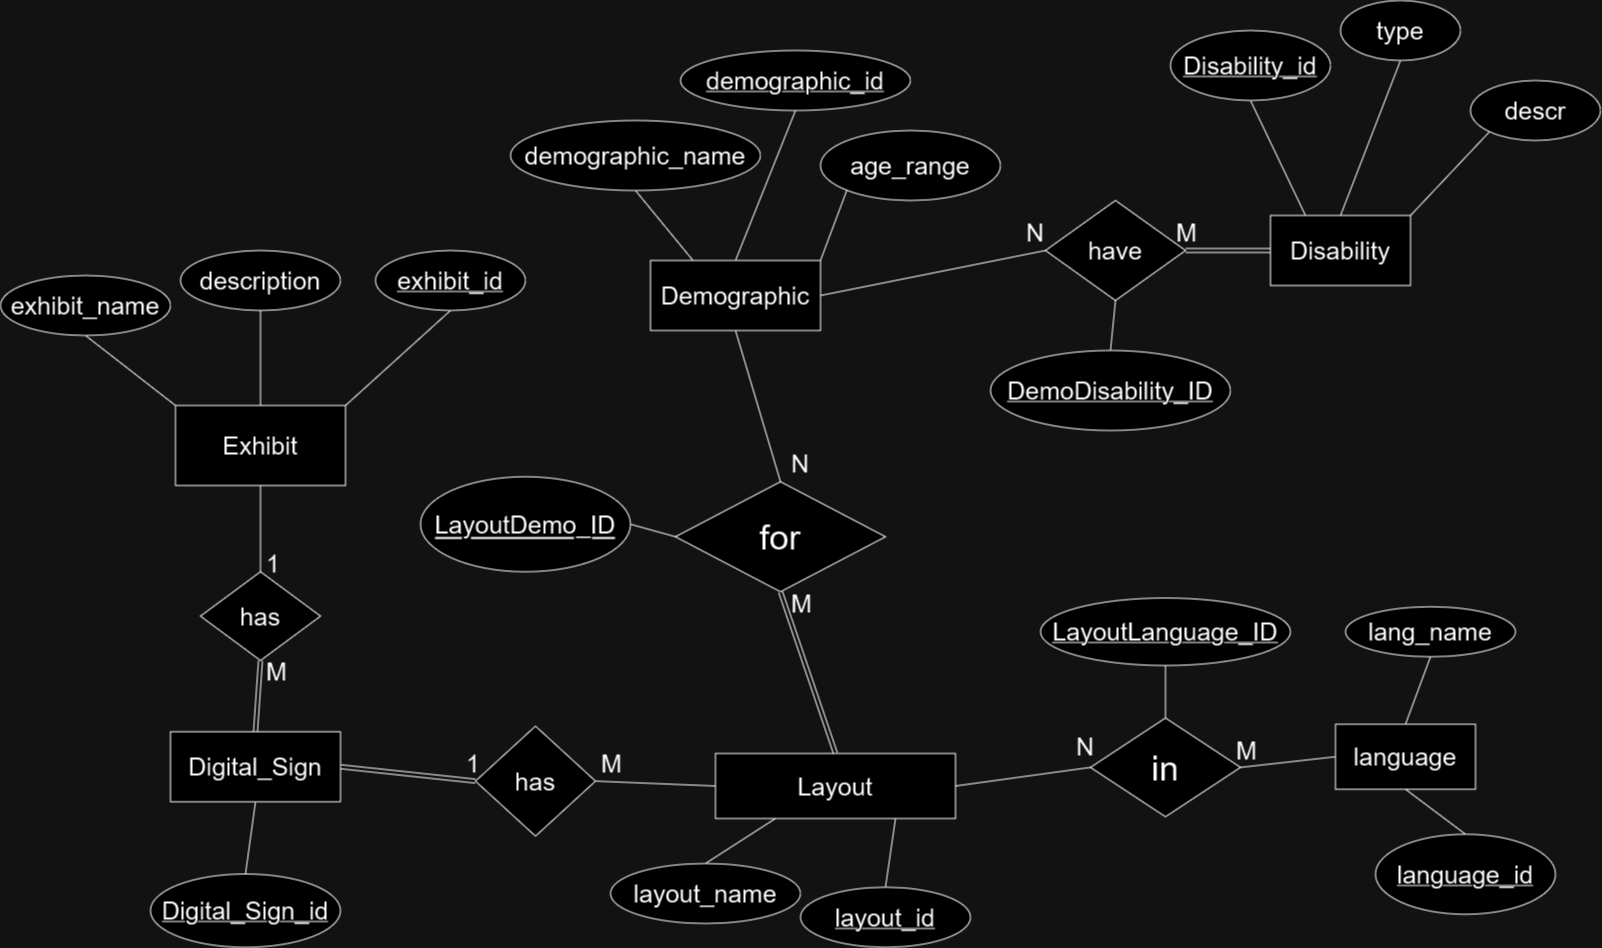 type
Disability_id
demographic_id
descr
demographic_name
age_range
N
M
have
Disability
description
exhibit_id
exhibit_name
Demographic
DemoDisability_ID
Exhibit
N
LayoutDemo_ID
for
1
has
M
M
LayoutLanguage_ID
lang_name
Digital_Sign
1
has
M
Layout
N
in
M
language
layout_name
layout_id
language_id
Digital_Sign_id